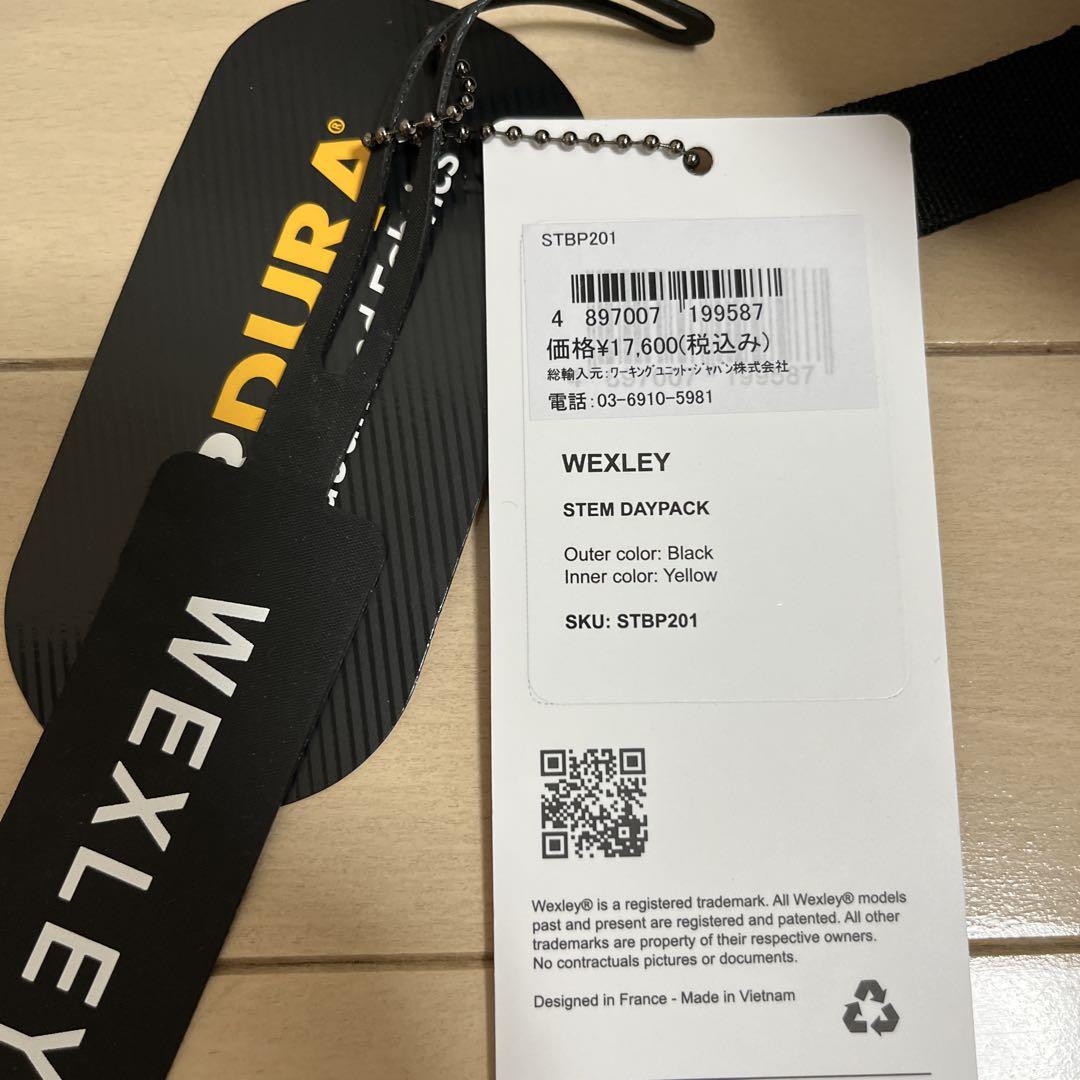 DURA®
WEXLEY
STBP201
4 897007 199587
価格¥17,600(税込み)
総輸入元:ワーキングユニット・ジャパン株式会社
電話:03-6910-5981
WEXLEY
STEM DAYPACK
Outer color: Black
Inner color: Yellow
SKU: STBP201
Wexley® is a registered trademark. All Wexley® models
past and present are registered and patented. All other
trademarks are property of their respective owners.
No contractuals pictures or documents.
Designed in France - Made in Vietnam